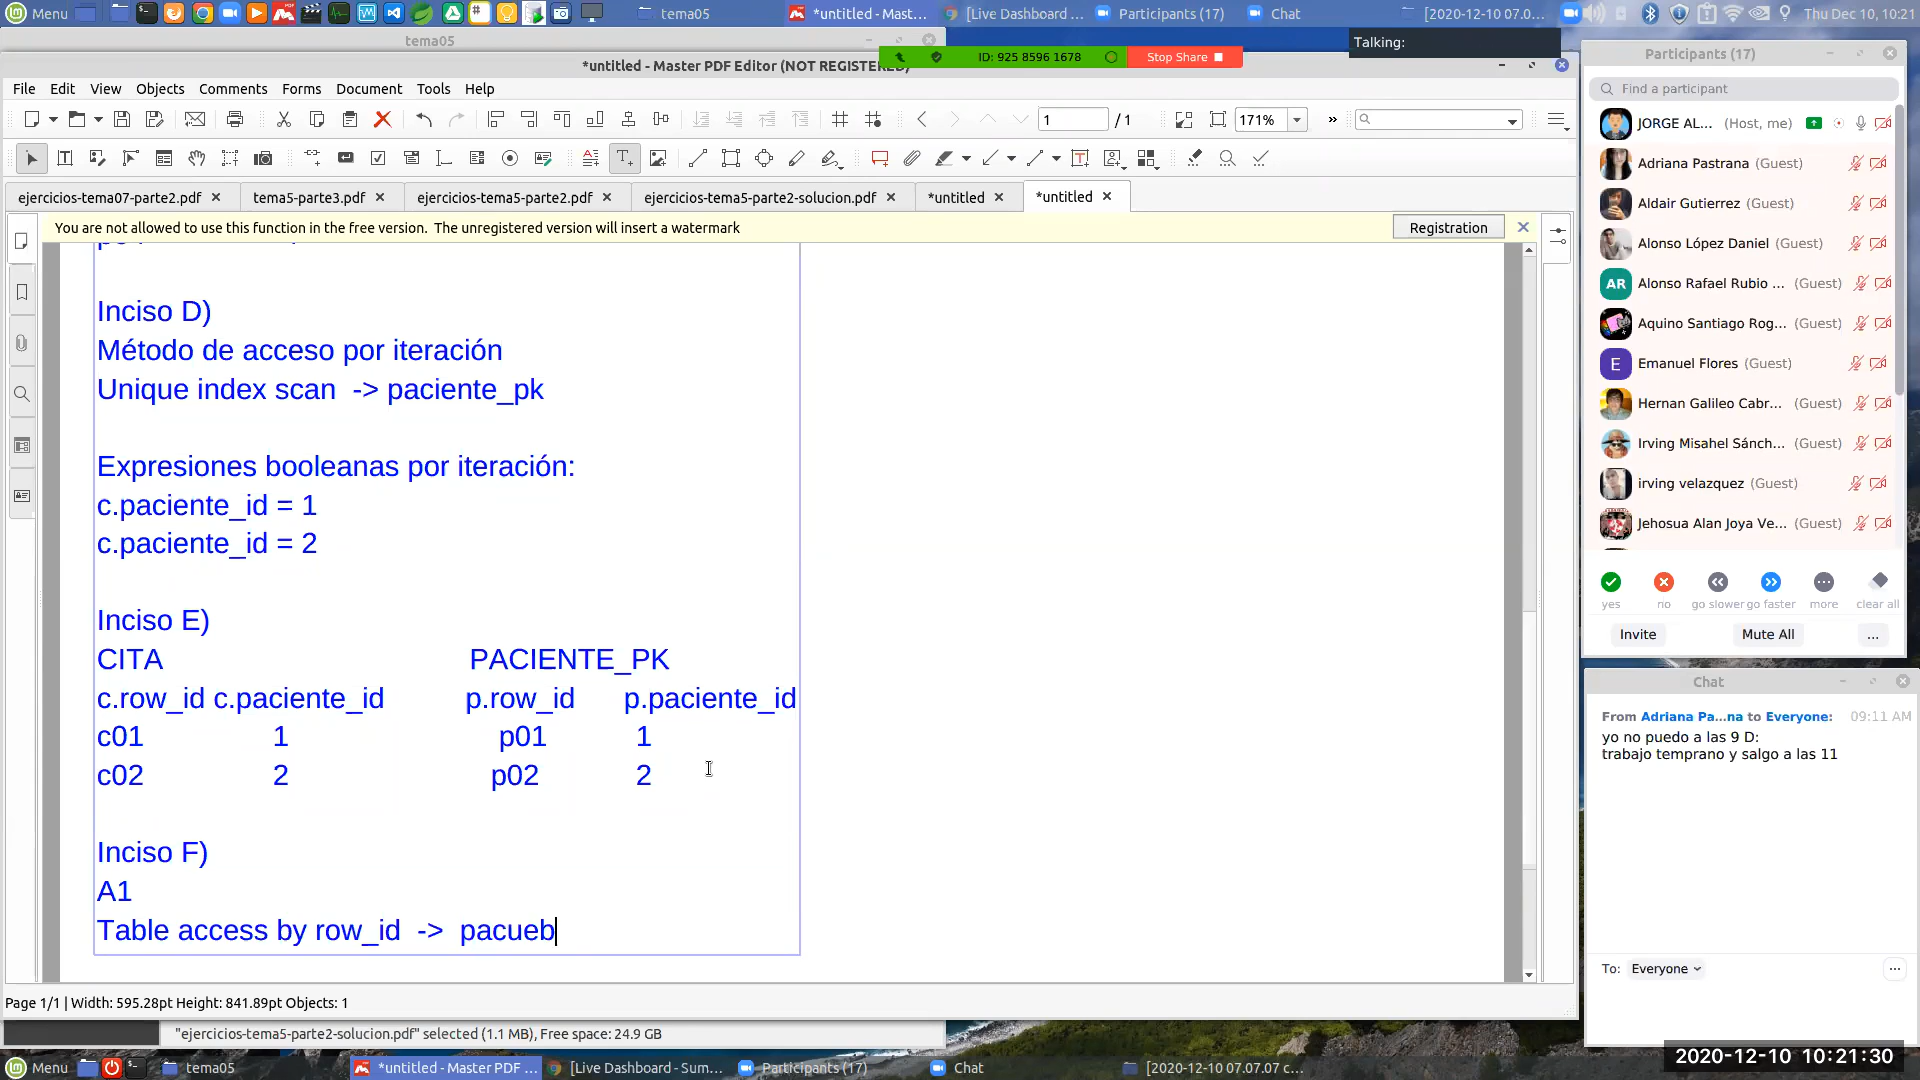 Menu
tema05
*untitled - Mast...
[Live Dashboard ...
Participants (17)
Chat
[2020-12-10 07.0...
Thu Dec 10, 10:21
tema05
Talking:
ID: 925 8596 1678
Stop Share
*untitled - Master PDF Editor (NOT REGISTERED)
File Edit View Objects Comments Forms Document Tools Help
1 / 1
171%
ejercicios-tema07-parte2.pdf
tema5-parte3.pdf
ejercicios-tema5-parte2.pdf
ejercicios-tema5-parte2-solucion.pdf
*untitled
*untitled
You are not allowed to use this function in the free version. The unregistered version will insert a watermark
Registration
Inciso D)
Método de acceso por iteración
Unique index scan -> paciente_pk
Expresiones booleanas por iteración:
c.paciente_id = 1
c.paciente_id = 2
Inciso E)
CITA PACIENTE_PK
c.row_id c.paciente_id p.row_id p.paciente_id
c01 1 p01 1
c02 2 p02 2
Inciso F)
A1
Table access by row_id -> pacueb
Page 1/1 | Width: 595.28pt Height: 841.89pt Objects: 1
"ejercicios-tema5-parte2-solucion.pdf" selected (1.1 MB), Free space: 24.9 GB
Participants (17)
Find a participant
JORGE AL... (Host, me)
Adriana Pastrana (Guest)
Aldair Gutierrez (Guest)
Alonso López Daniel (Guest)
AR Alonso Rafael Rubio ... (Guest)
Aquino Santiago Rog... (Guest)
E Emanuel Flores (Guest)
Hernan Galileo Cabr... (Guest)
Irving Misahel Sánch... (Guest)
irving velazquez (Guest)
Jehosua Alan Joya Ve... (Guest)
yes no go slower go faster more clear all
Invite Mute All ...
Chat
From Adriana Pa...na to Everyone: 09:11 AM
yo no puedo a las 9 D:
trabajo temprano y salgo a las 11
To: Everyone
Menu
tema05
*untitled - Master PDF ...
[Live Dashboard - Sum...
Participants (17)
Chat
[2020-12-10 07.07.07 c...
2020-12-10 10:21:30